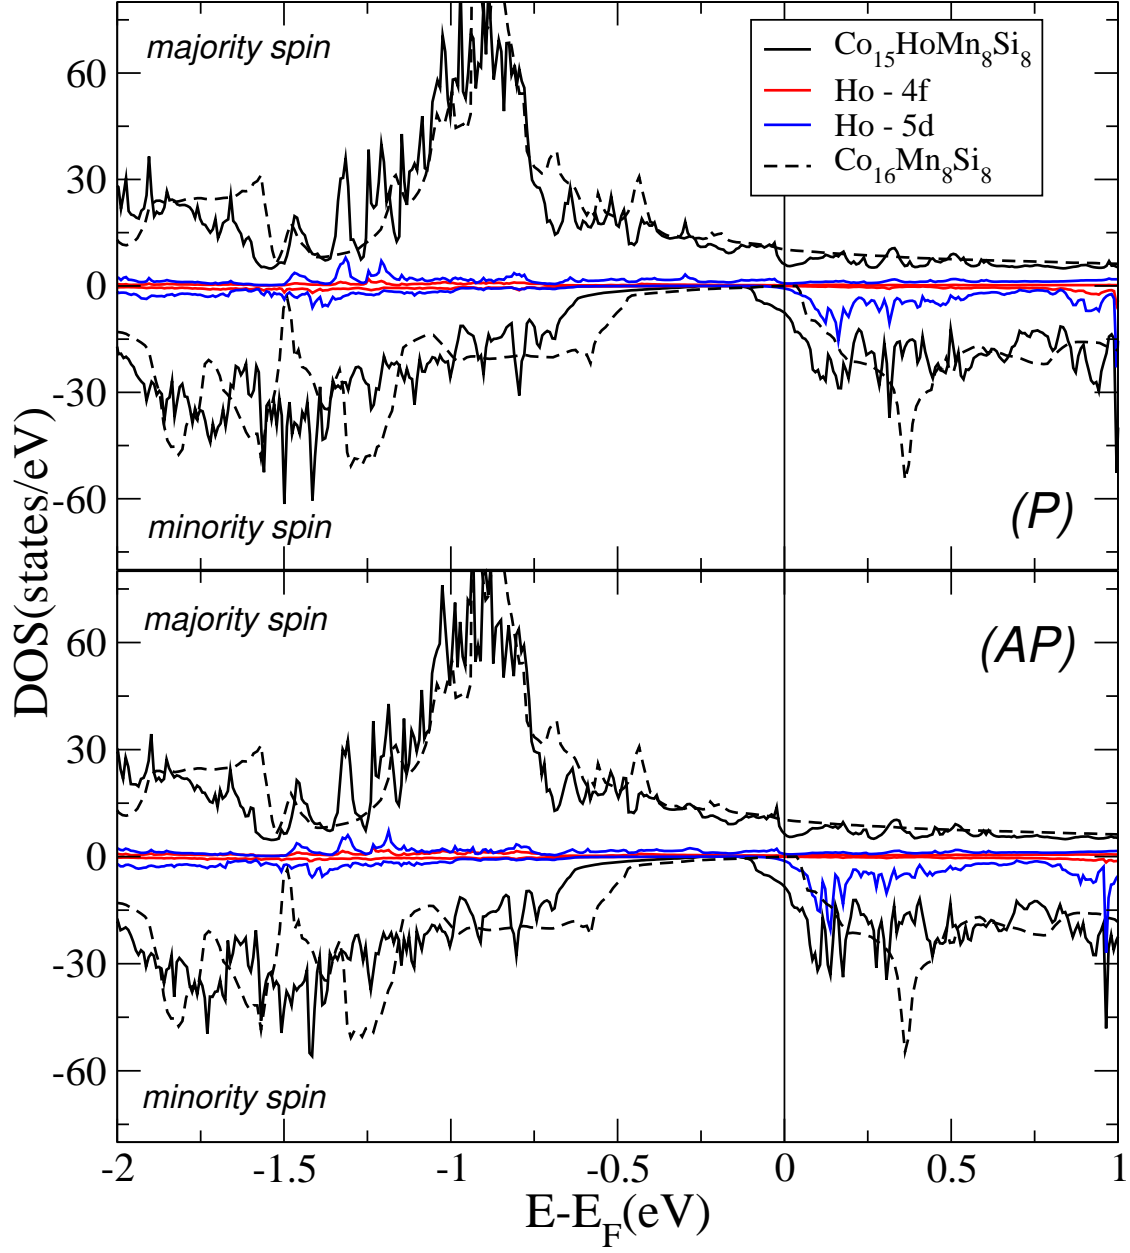 majority spin
Co15HoMn8Si8
Ho - 4f
Ho - 5d
Co16Mn8Si8
60
30
0
-30
-60
minority spin
(P)
DOS(states/eV)
majority spin
(AP)
60
30
0
-30
-60
minority spin
-2 -1.5 -1 -0.5 0 0.5 1
E-EF(eV)